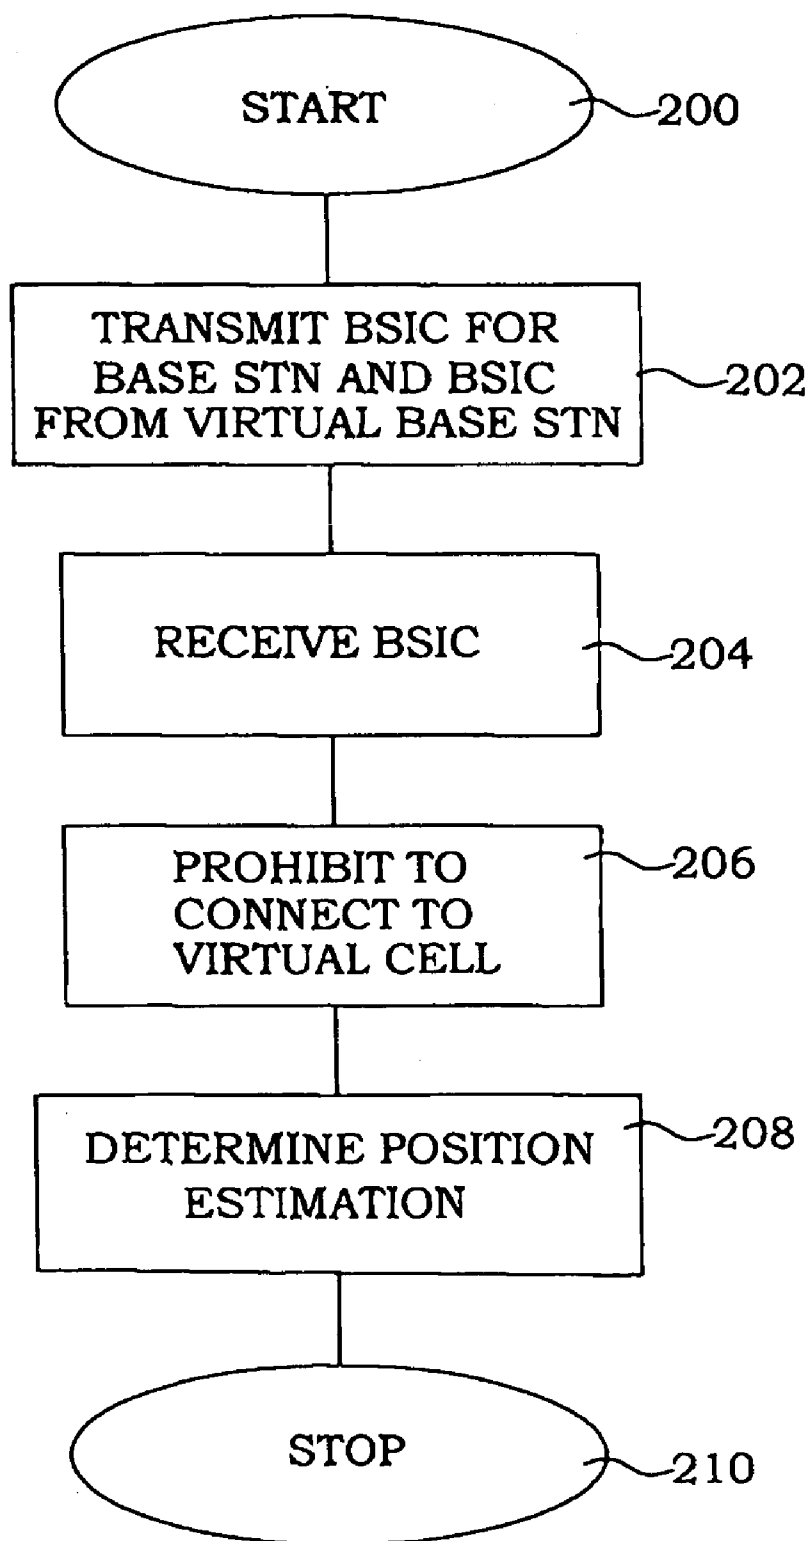 START
200
TRANSMIT BSIC FOR
BASE STN AND BSIC
FROM VIRTUAL BASE STN
202
RECEIVE BSIC
204
PROHIBIT TO
CONNECT TO
VIRTUAL CELL
206
DETERMINE POSITION
ESTIMATION
208
STOP
210